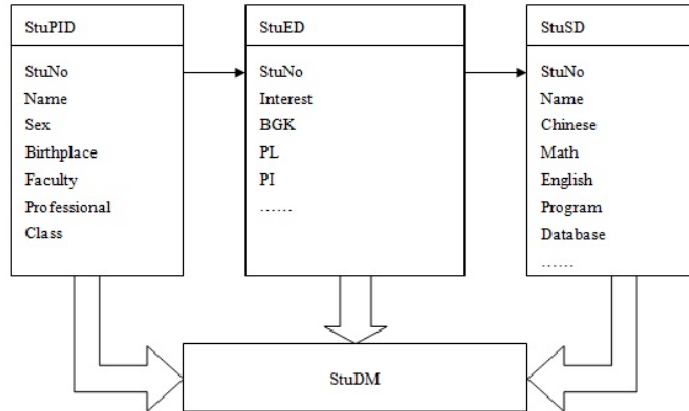 StuPID
StuNo
Name
Sex
Birthplace
Faculty
Professional
Class
StuED
StuNo
Interest
BGK
PL
PI
......
StuSD
StuNo
Name
Chinese
Math
English
Program
Database
......
StuDM